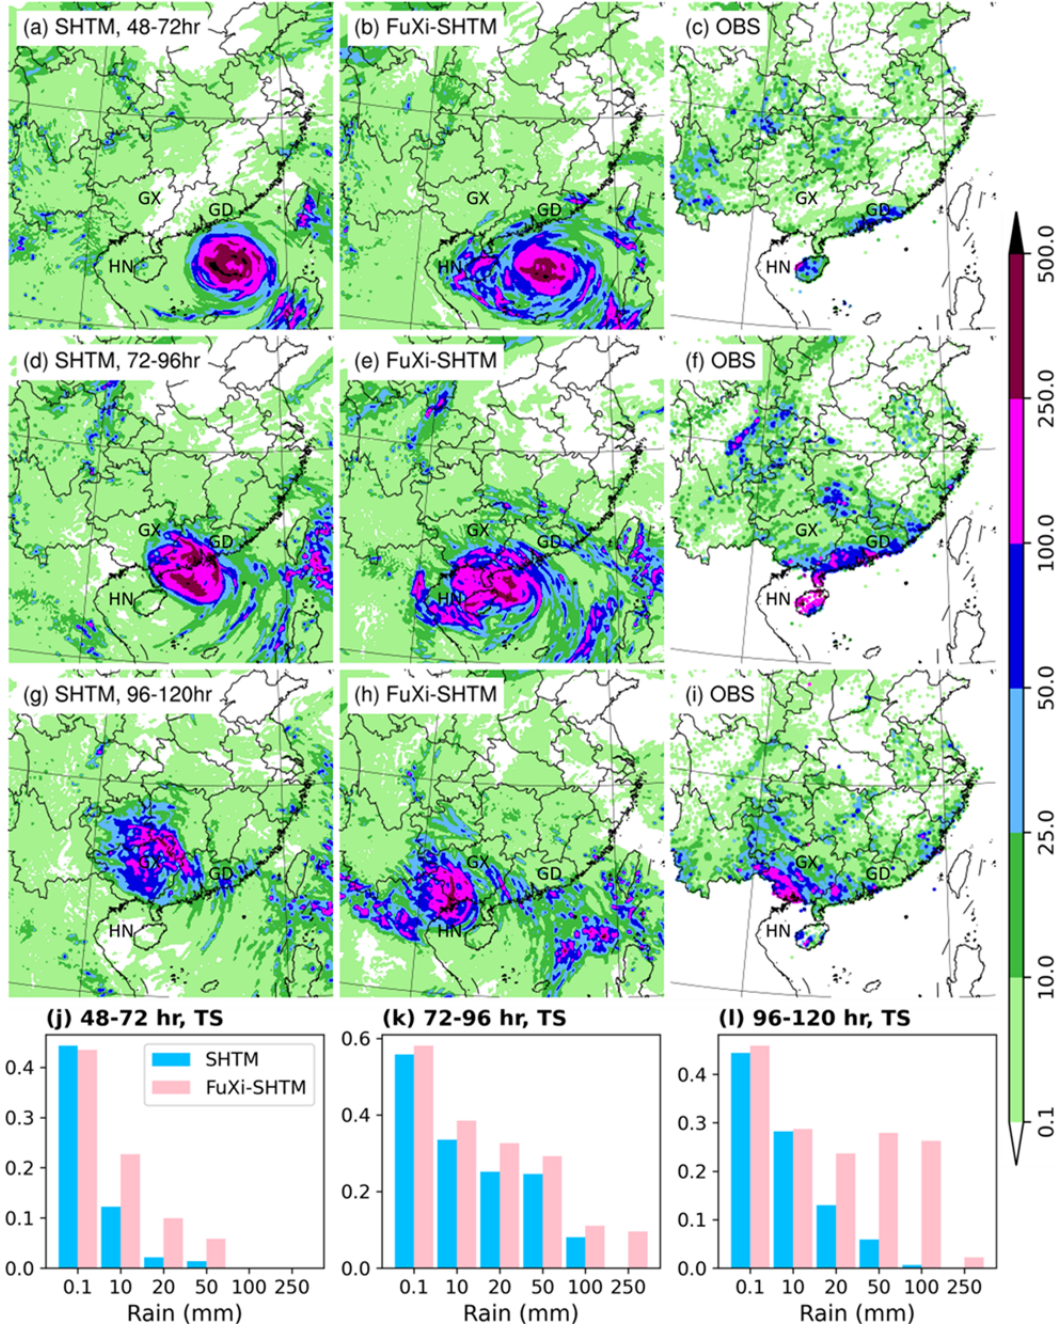 (a) SHTM, 48-72hr
(b) FuXi-SHTM
(c) OBS
GX
GD
HN
GX
GD
HN
GX
GD
HN
(d) SHTM, 72-96hr
(e) FuXi-SHTM
(f) OBS
GX
GD
HN
GX
GD
HN
GX
GD
HN
(g) SHTM, 96-120hr
(h) FuXi-SHTM
(i) OBS
GX
GD
HN
GX
GD
HN
GX
GD
HN
500.0
250.0
100.0
50.0
25.0
10.0
0.1
(j) 48-72 hr, TS
SHTM
FuXi-SHTM
0.4
0.3
0.2
0.1
0.0
0.1 10 20 50 100 250
Rain (mm)
(k) 72-96 hr, TS
0.6
0.4
0.2
0.0
0.1 10 20 50 100 250
Rain (mm)
(l) 96-120 hr, TS
0.4
0.3
0.2
0.1
0.0
0.1 10 20 50 100 250
Rain (mm)